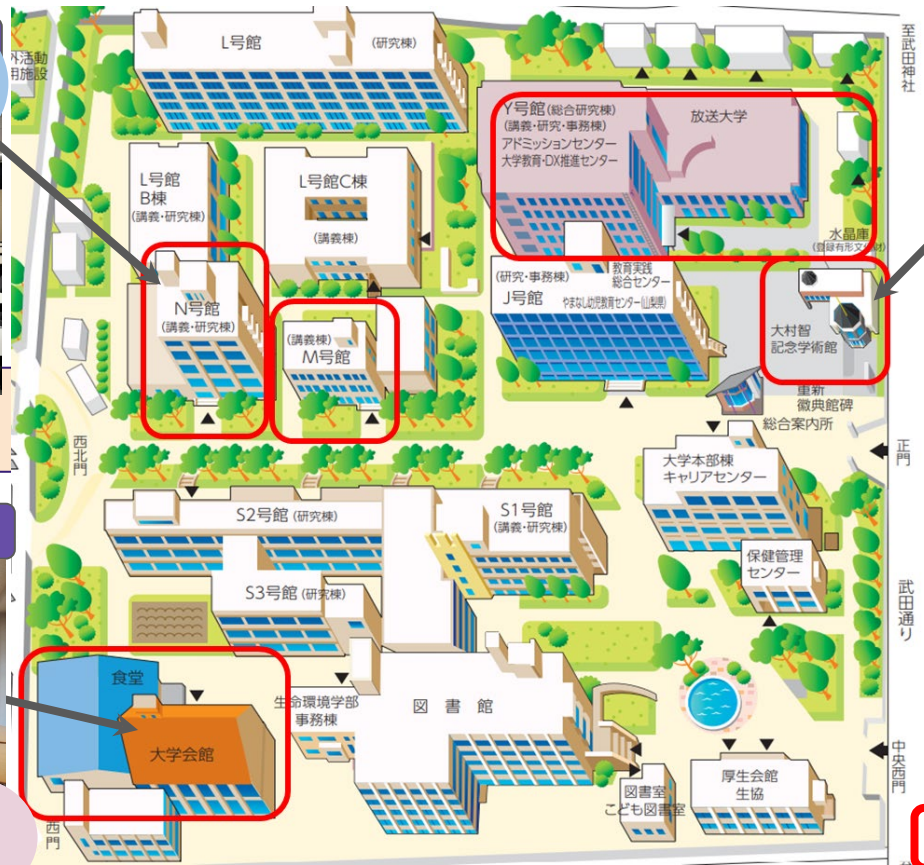 L号館
(研究棟)
外活動
用施設
至武田神社
Y号館(総合研究棟)
(講義・研究・事務棟)
アドミッションセンター
大学教育・DX推進センター
放送大学
L号館
B棟
(講義・研究棟)
L号館C棟
(講義棟)
水晶庫
(登録有形文化財)
(研究・事務棟)
J号館
教育実践
総合センター
やまなし幼児教育センター(山梨県)
N号館
(講義・研究棟)
(講義棟)
M号館
大村智
記念学術館
重新
徽典館碑
総合案内所
西北門
正門
大学本部棟
キャリアセンター
S2号館(研究棟)
S1号館
(講義・研究棟)
保健管理
センター
S3号館(研究棟)
武田通り
食堂
大学会館
生命環境学部
事務棟
図書館
中央西門
厚生会館
生協
図書室
こども図書室
西門